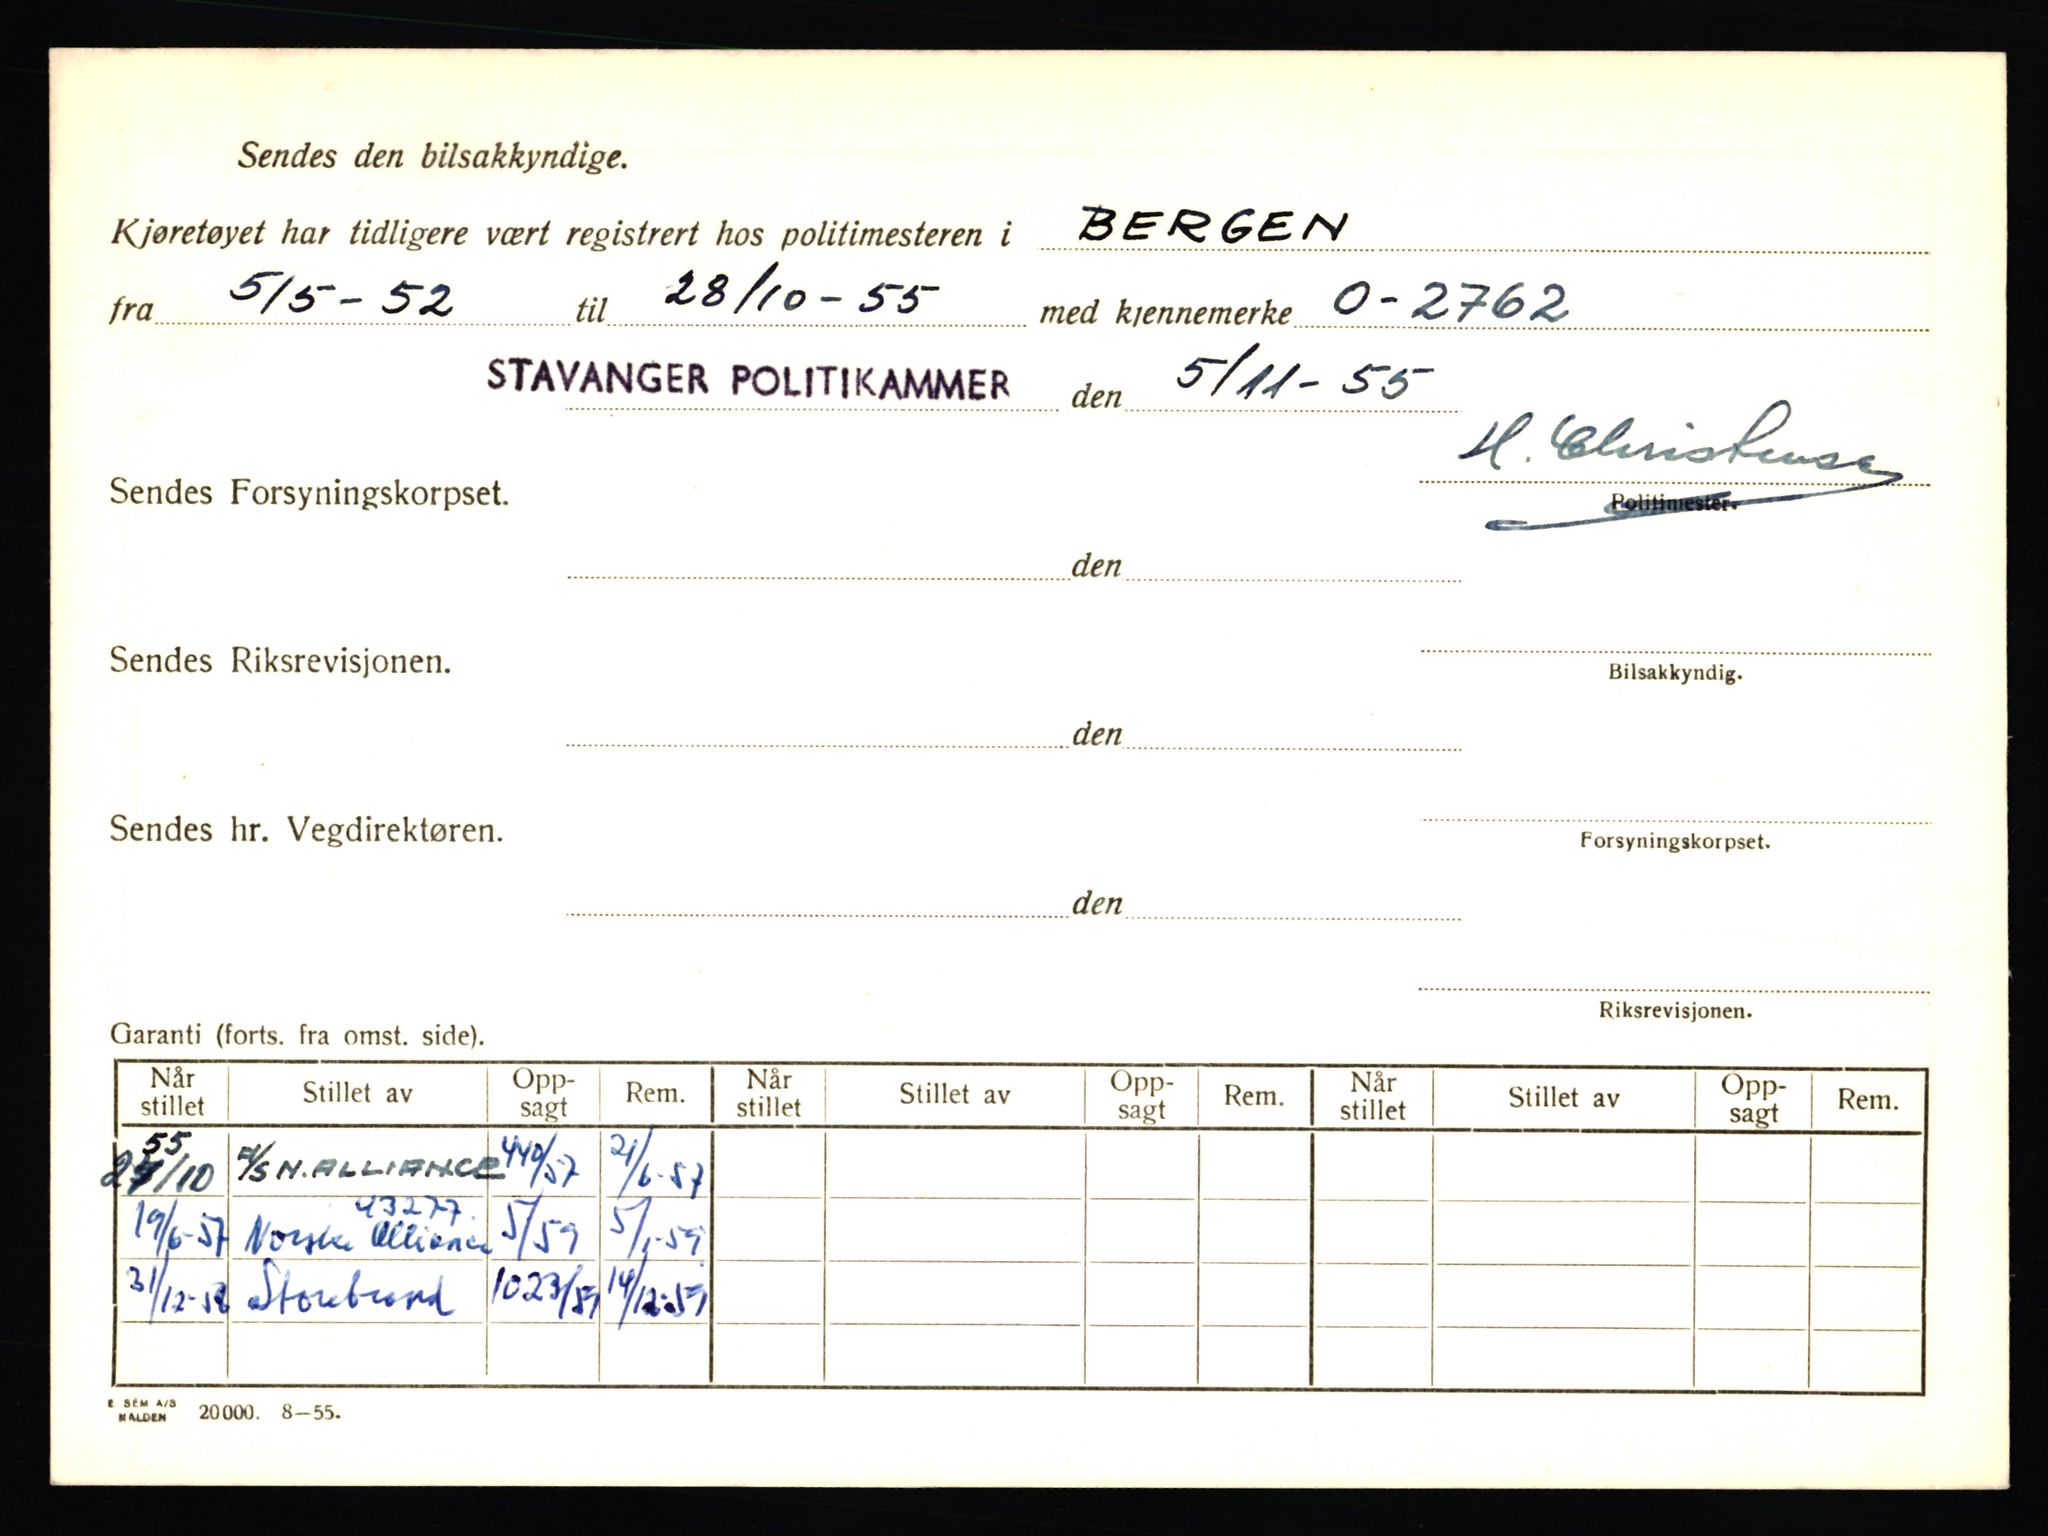 Sendes den bilsakkyndige.
Kjøretøyet har tidligere vært registrert hos politimesteren i BERGEN
fra 5/5-52 til 28/10-55 med kjennemerke O-2762
STAVANGER POLITIKAMMER den 5/11-55
H. Christensen
Sendes Forsyningskorpset. Politimester.
den
Sendes Riksrevisjonen.
Bilsakkyndig.
den
Sendes hr. Vegdirektøren.
Forsyningskorpset.
den
Riksrevisjonen.
Garanti (forts. fra omst. side).
Når stillet Stillet av Opp-sagt Rem. Når stillet Stillet av Opp-sagt Rem. Når stillet Stillet av Opp-sagt Rem.
55
/10 A/S N. ALLIANCE 440/57 21/6-57
43277.
19/6-57 Norske Alliance 5/59 5/1-59
31/12-58 Storebrand 1023/59 14/12-59
E SEM A/S
HALDEN 20000. 8-55.